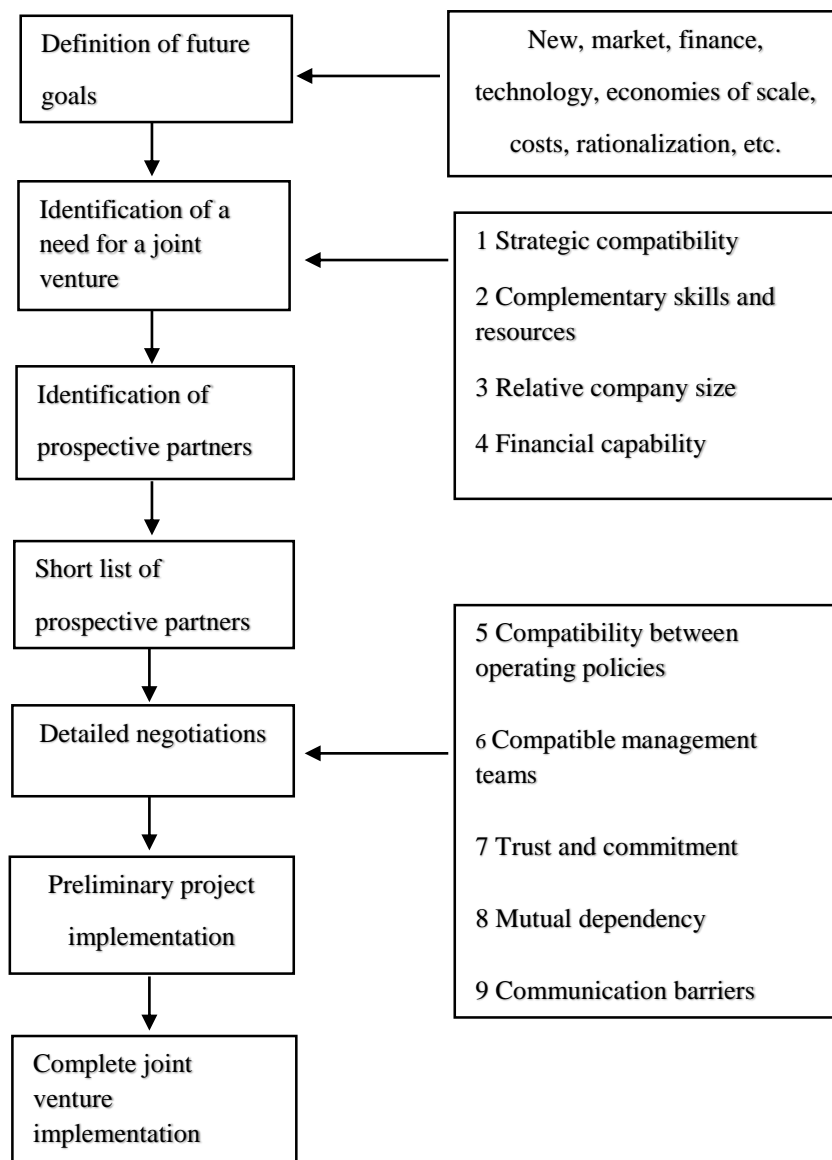 Definition of future
goals
New, market, finance,
technology, economies of scale,
costs, rationalization, etc.
Identification of a
need for a joint
venture
1 Strategic compatibility
2 Complementary skills and
resources
3 Relative company size
4 Financial capability
Identification of
prospective partners
Short list of
prospective partners
5 Compatibility between
operating policies
6 Compatible management
teams
7 Trust and commitment
8 Mutual dependency
9 Communication barriers
Detailed negotiations
Preliminary project
implementation
Complete joint
venture
implementation